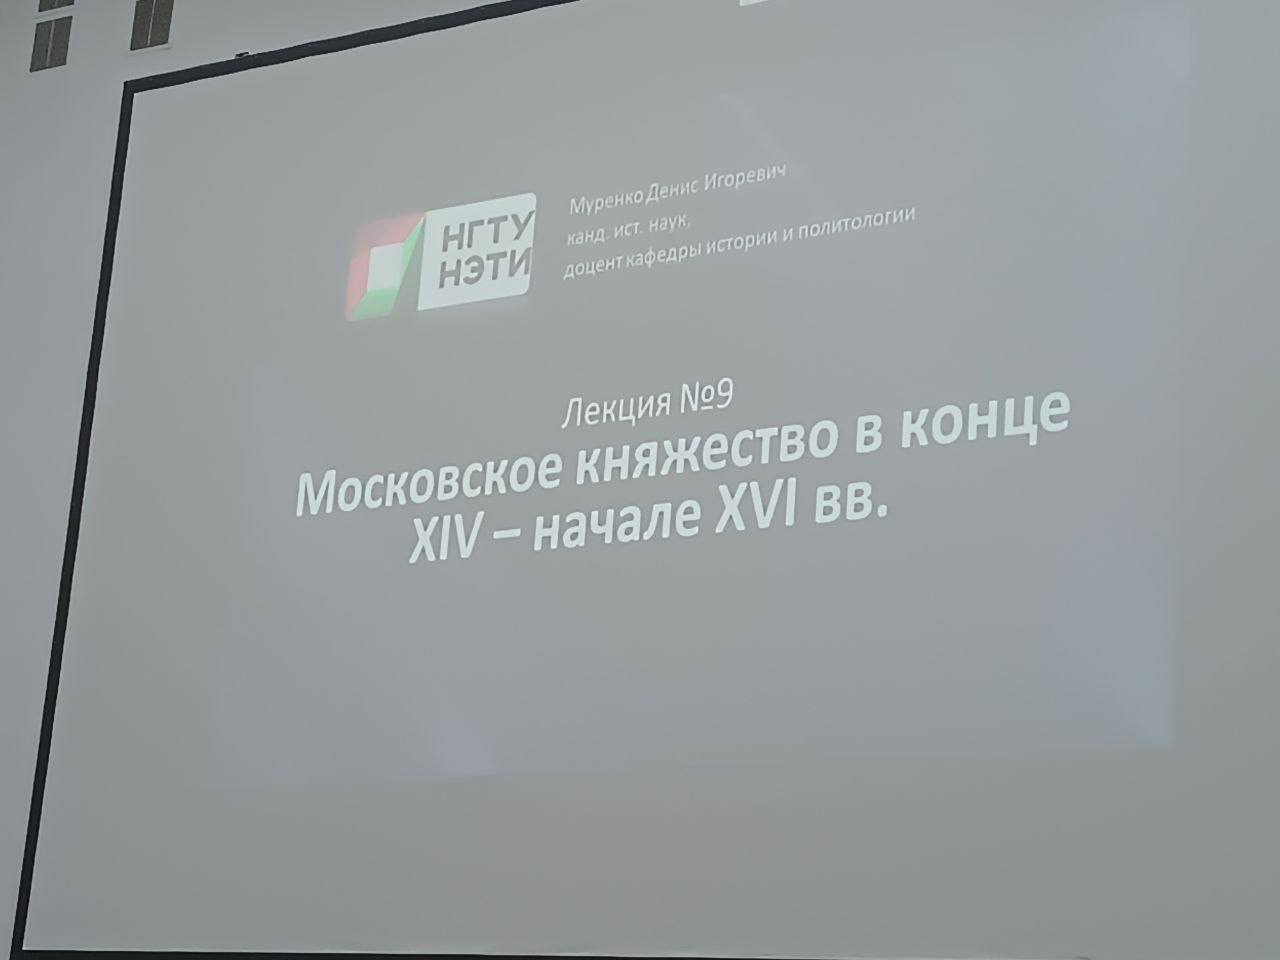 НГТУ
НЭТИ
Муренко Денис Игоревич
канд. ист. наук,
доцент кафедры истории и политологии
Лекция №9
Московское княжество в конце
XIV – начале XVI вв.